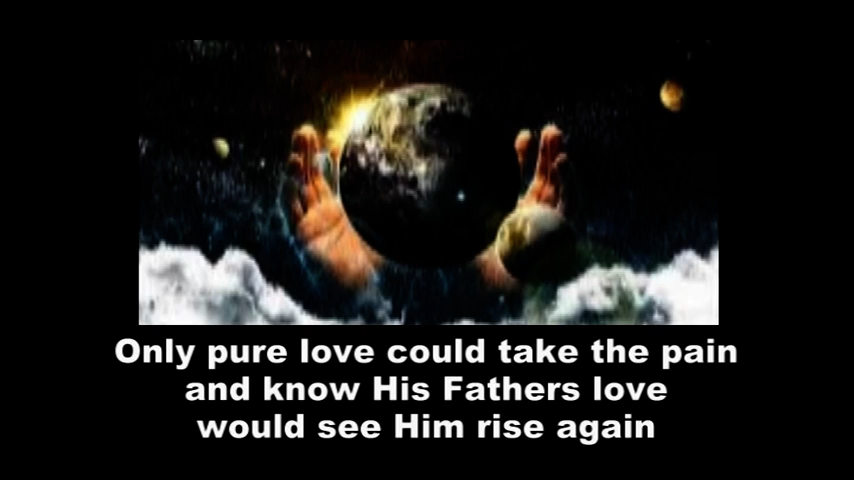 Only pure love could take the pain
and know His Fathers love
would see Him rise again